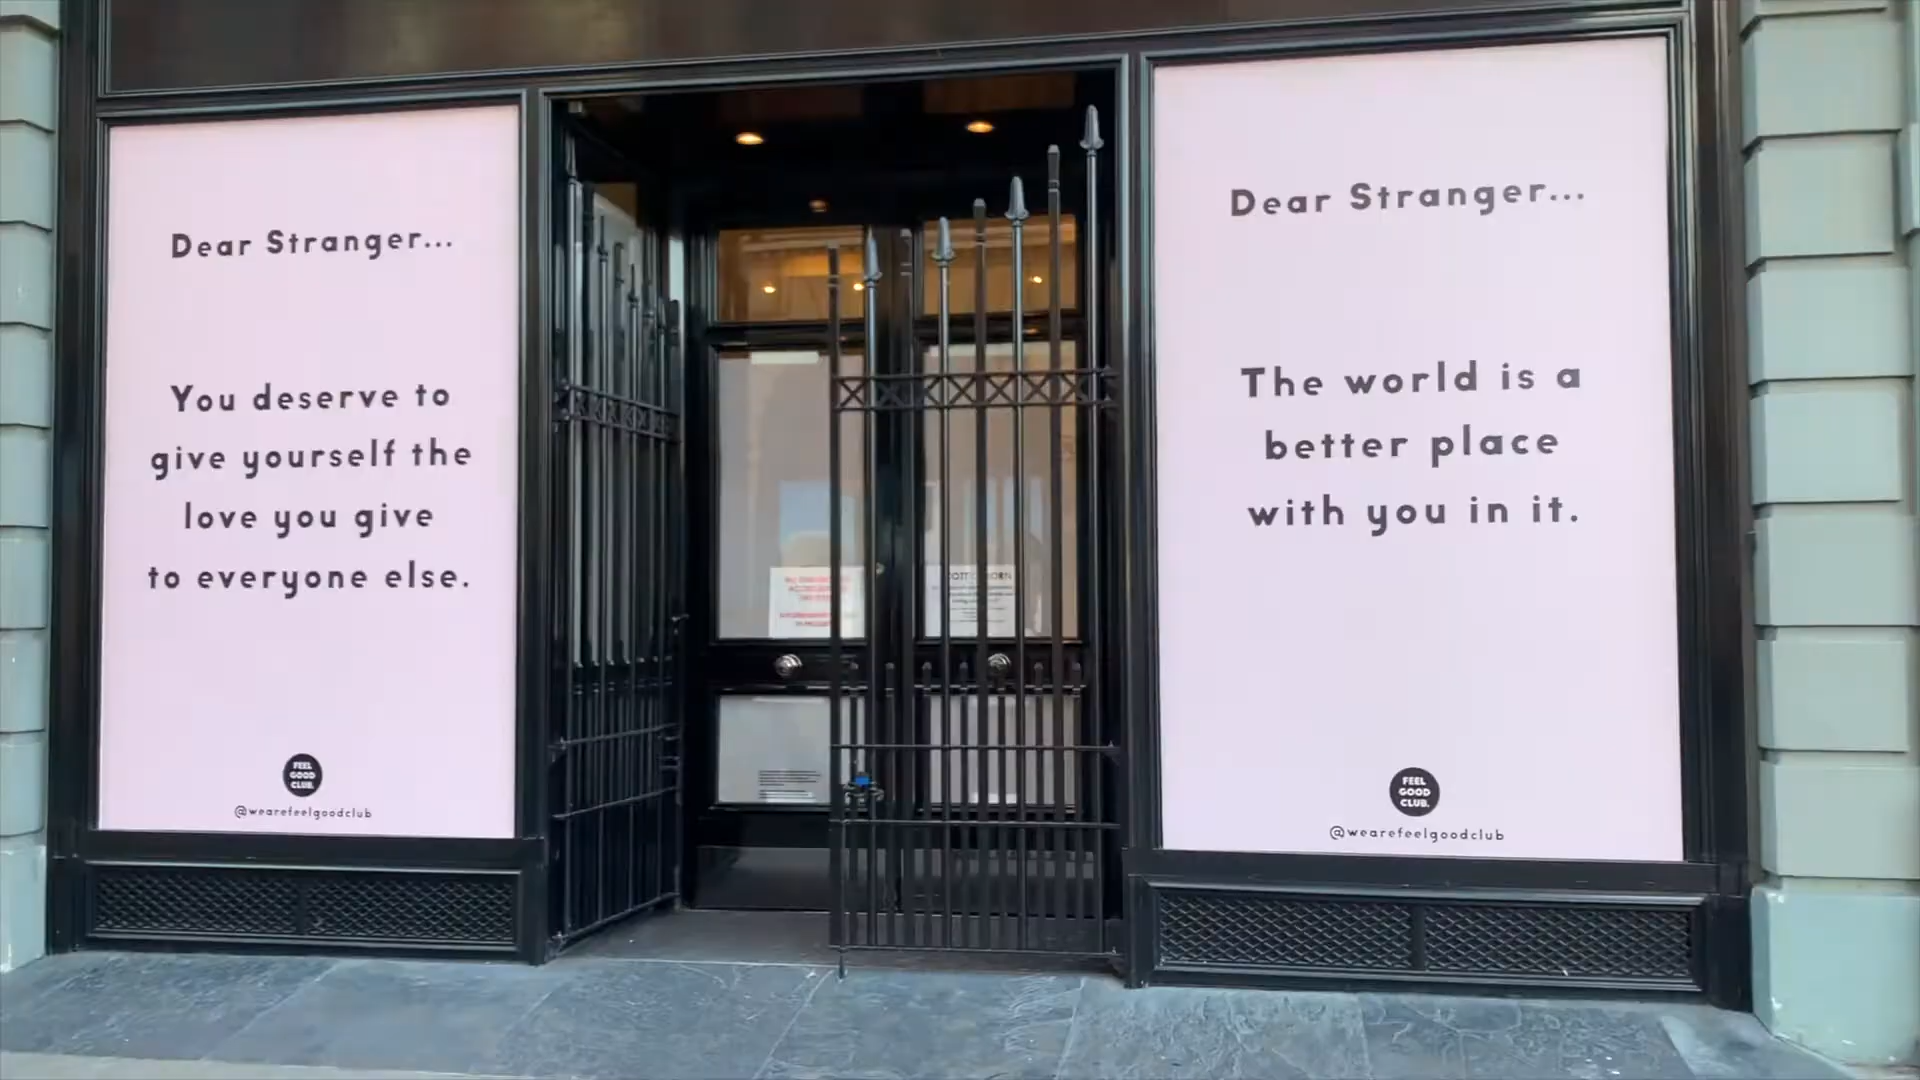 Dear Stranger...
You deserve to
give yourself the
love you give
to everyone else.
FEEL
GOOD
CLUB.
@wearefeelgoodclub
Dear Stranger...
The world is a
better place
with you in it.
FEEL
GOOD
CLUB.
@wearefeelgoodclub